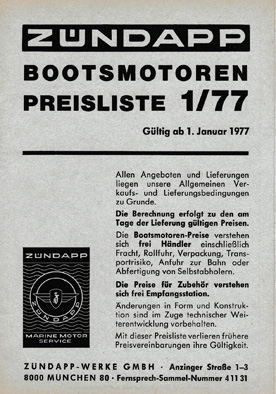 ZÜNDAPP
BOOTSMOTOREN
PREISLISTE 1/77
Gültig ab 1. Januar 1977
Allen Angeboten und Lieferungen
liegen unsere Allgemeinen Ver-
kaufs- und Lieferungsbedingungen
zu Grunde.
Die Berechnung erfolgt zu den am
Tage der Lieferung gültigen Preisen.
Die Bootsmotoren-Preise verstehen
sich frei Händler einschließlich
Fracht, Rollfuhr, Verpackung, Trans-
portrisiko, Anfuhr zur Bahn oder
Abfertigung von Selbstabholern.
Die Preise für Zubehör verstehen
sich frei Empfangsstation.
Änderungen in Form und Konstruk-
tion sind im Zuge technischer Wei-
terentwicklung vorbehalten.
Mit dieser Preisliste verlieren frühere
Preisvereinbarungen ihre Gültigkeit.
ZÜNDAPP
ZÜNDAPP
MARINE MOTOR
SERVICE
ZÜNDAPP-WERKE GMBH · Anzinger Straße 1–3
8000 MÜNCHEN 80 · Fernsprech-Sammel-Nummer 41131